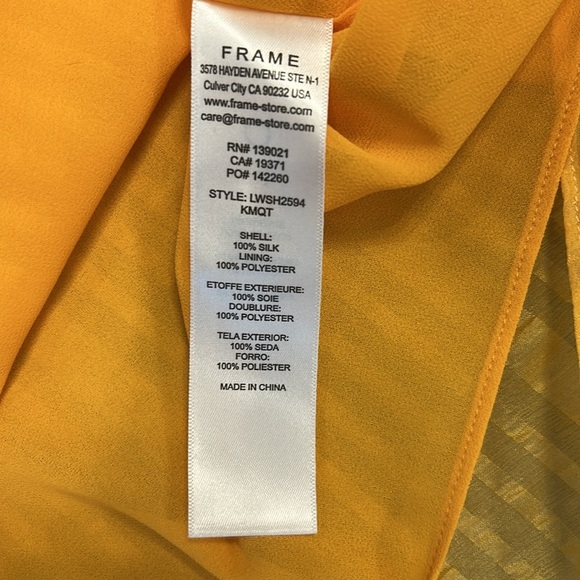 FRAME
3578 HAYDEN AVENUE STE N-1
Culver City CA 90232 USA
www.frame-store.com
care@frame-store.com
RN# 139021
CA# 19371
PO# 142260
STYLE: LWSH2594
KMQT
SHELL:
100% SILK
LINING:
100% POLYESTER
ETOFFE EXTERIEURE:
100% SOIE
DOUBLURE:
100% POLYESTER
TELA EXTERIOR:
100% SEDA
FORRO:
100% POLIESTER
MADE IN CHINA